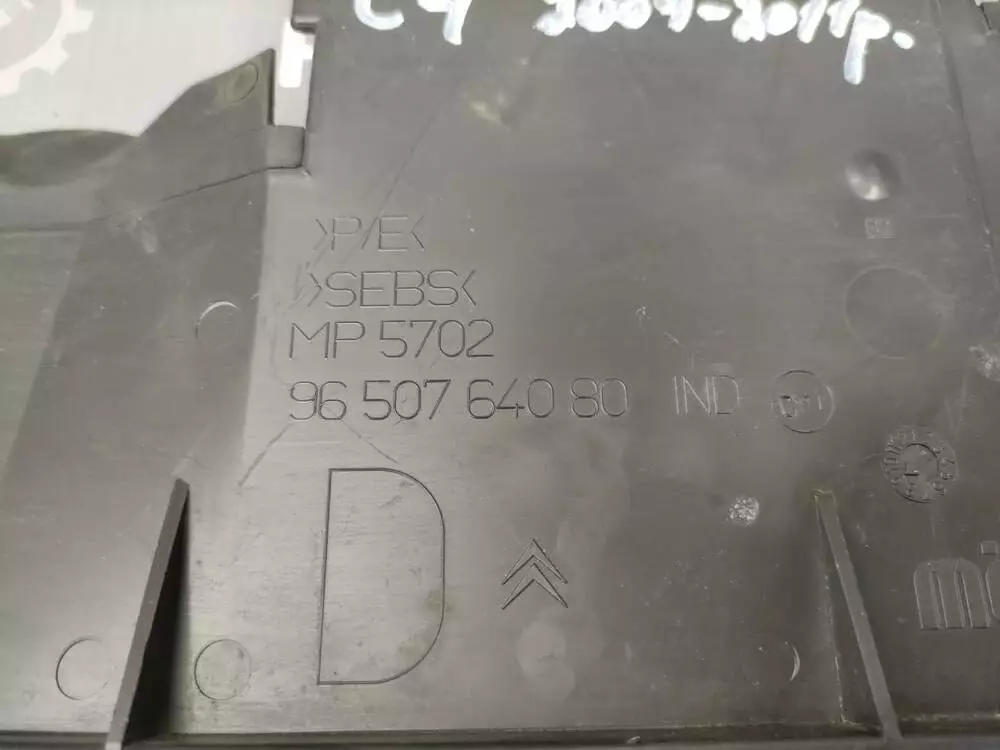 C4 2004-2011р.
>P/E<
>SEBS<
MP 5702
96 507 640 80 IND
D